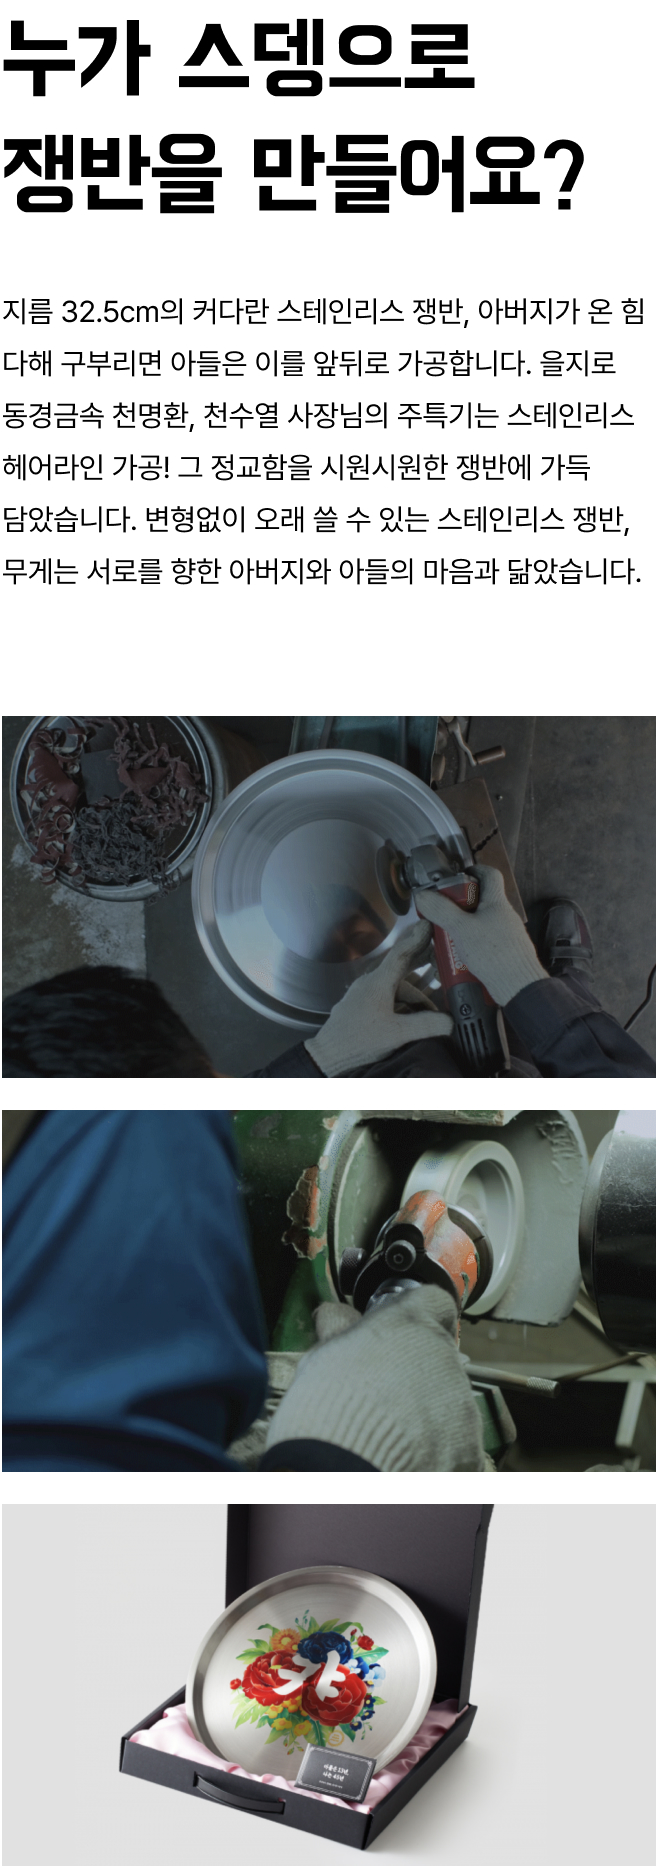 누가 스뎅으로
쟁반을 만들어요?
지름 32.5cm의 커다란 스테인리스 쟁반, 아버지가 온 힘
다해 구부리면 아들은 이를 앞뒤로 가공합니다. 을지로
동경금속 천명환, 천수열 사장님의 주특기는 스테인리스
헤어라인 가공! 그 정교함을 시원시원한 쟁반에 가득
담았습니다. 변형없이 오래 쓸 수 있는 스테인리스 쟁반,
무게는 서로를 향한 아버지와 아들의 마음과 닮았습니다.
카